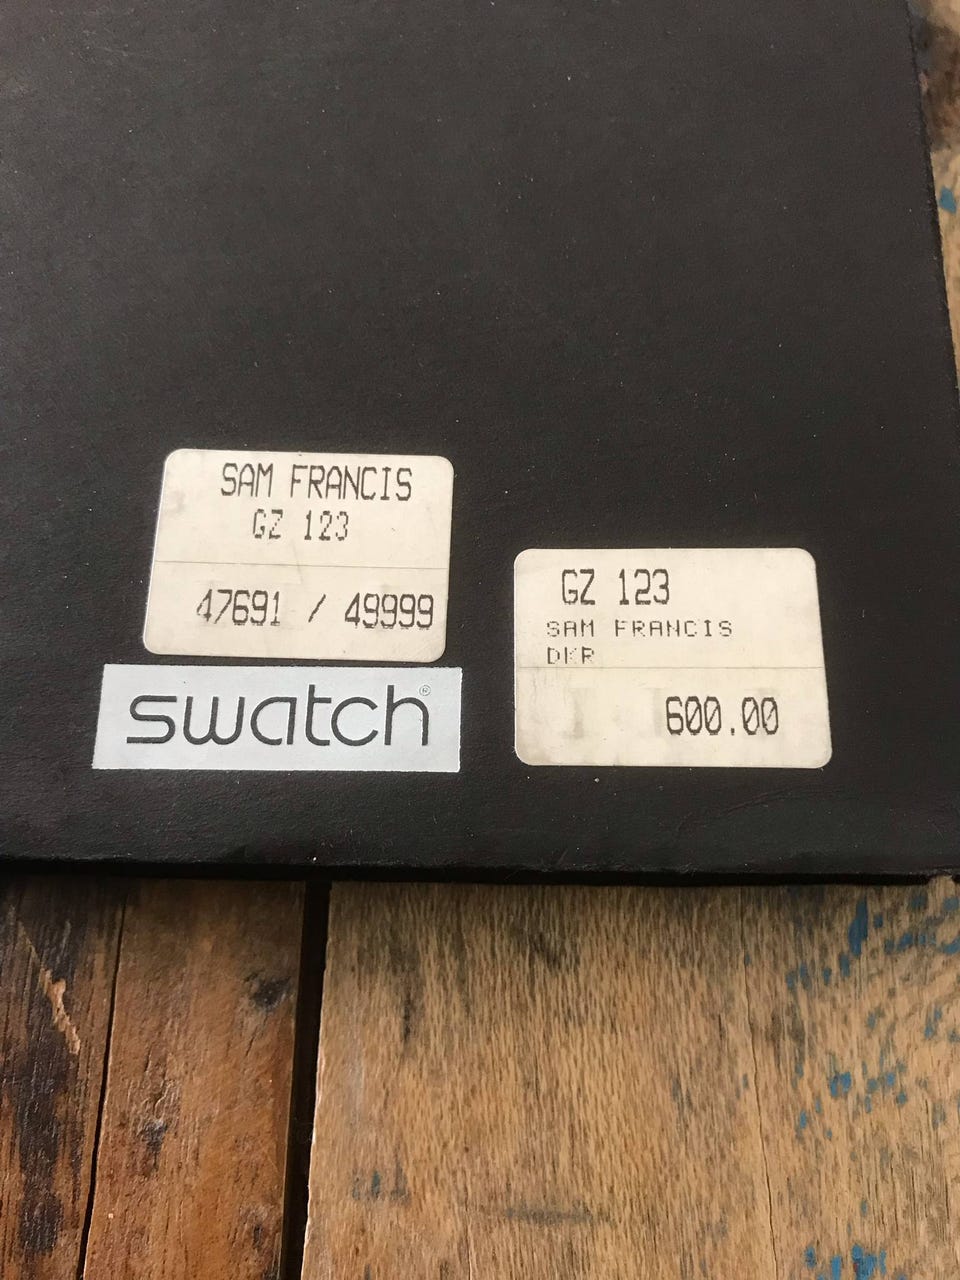 SAM FRANCIS
GZ 123
47691 / 49999
swatch®
GZ 123
SAM FRANCIS
DKR
600.00